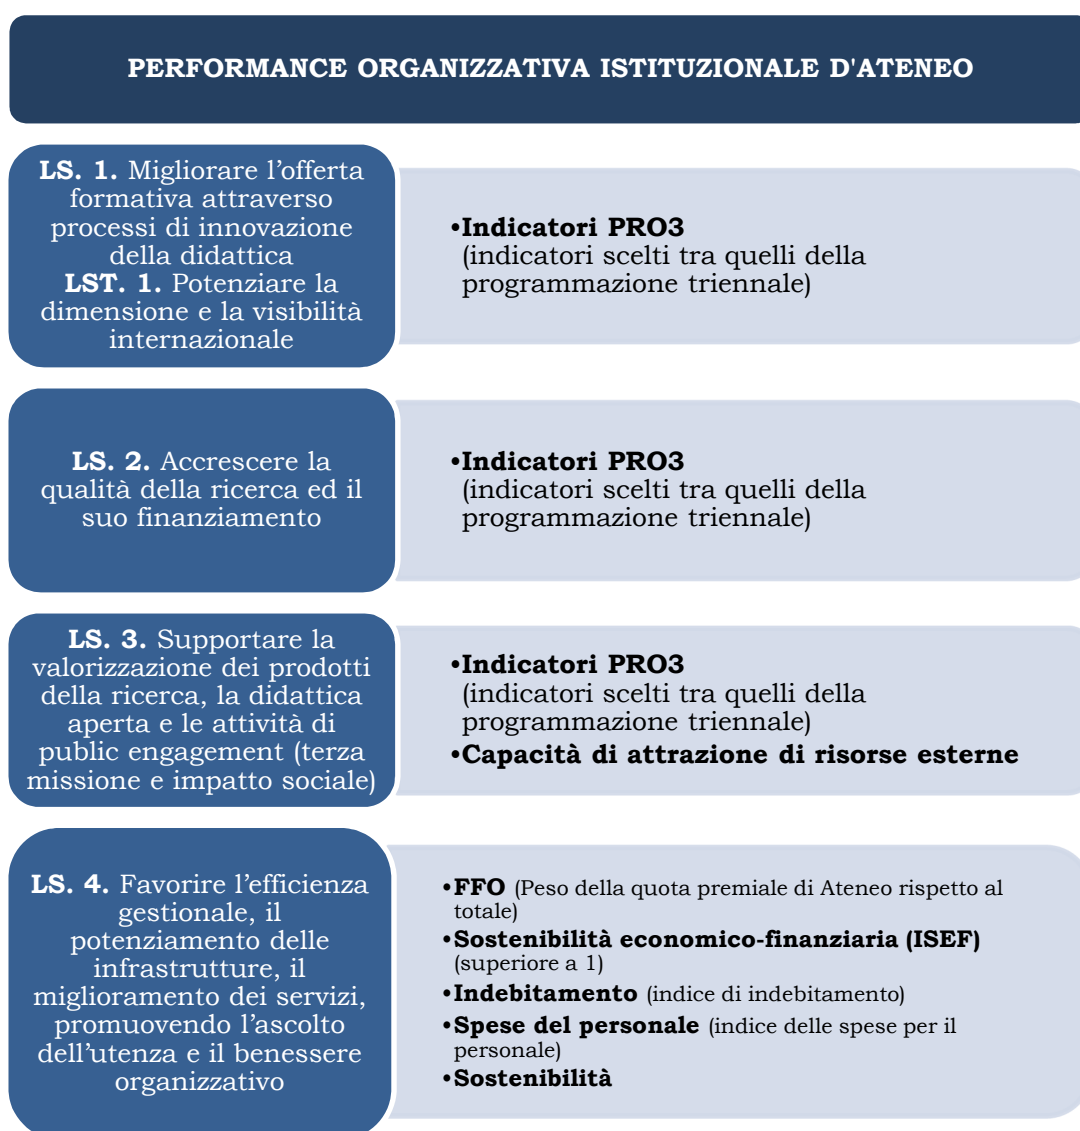 PERFORMANCE ORGANIZZATIVA ISTITUZIONALE D'ATENEO
LS. 1. Migliorare l’offerta
formativa attraverso
processi di innovazione
della didattica
LST. 1. Potenziare la
dimensione e la visibilità
internazionale
•Indicatori PRO3
(indicatori scelti tra quelli della
programmazione triennale)
LS. 2. Accrescere la
qualità della ricerca ed il
suo finanziamento
•Indicatori PRO3
(indicatori scelti tra quelli della
programmazione triennale)
LS. 3. Supportare la
valorizzazione dei prodotti
della ricerca, la didattica
aperta e le attività di
public engagement (terza
missione e impatto sociale)
•Indicatori PRO3
(indicatori scelti tra quelli della
programmazione triennale)
•Capacità di attrazione di risorse esterne
LS. 4. Favorire l’efficienza
gestionale, il
potenziamento delle
infrastrutture, il
miglioramento dei servizi,
promuovendo l’ascolto
dell’utenza e il benessere
organizzativo
•FFO (Peso della quota premiale di Ateneo rispetto al
totale)
•Sostenibilità economico-finanziaria (ISEF)
(superiore a 1)
•Indebitamento (indice di indebitamento)
•Spese del personale (indice delle spese per il
personale)
•Sostenibilità